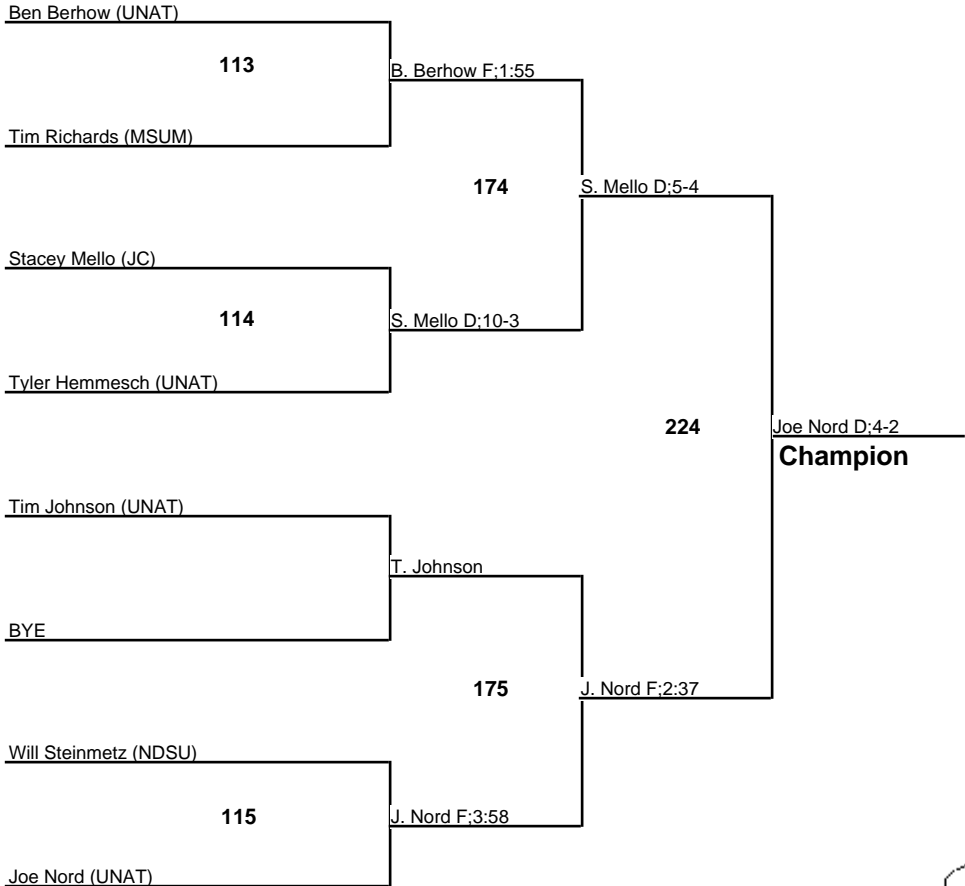 Ben Berhow (UNAT)
113
B. Berhow F;1:55
Tim Richards (MSUM)
174
S. Mello D;5-4
Stacey Mello (JC)
114
S. Mello D;10-3
Tyler Hemmesch (UNAT)
224
Joe Nord D;4-2
Champion
Tim Johnson (UNAT)
T. Johnson
BYE
175
J. Nord F;2:37
Will Steinmetz (NDSU)
115
J. Nord F;3:58
Joe Nord (UNAT)